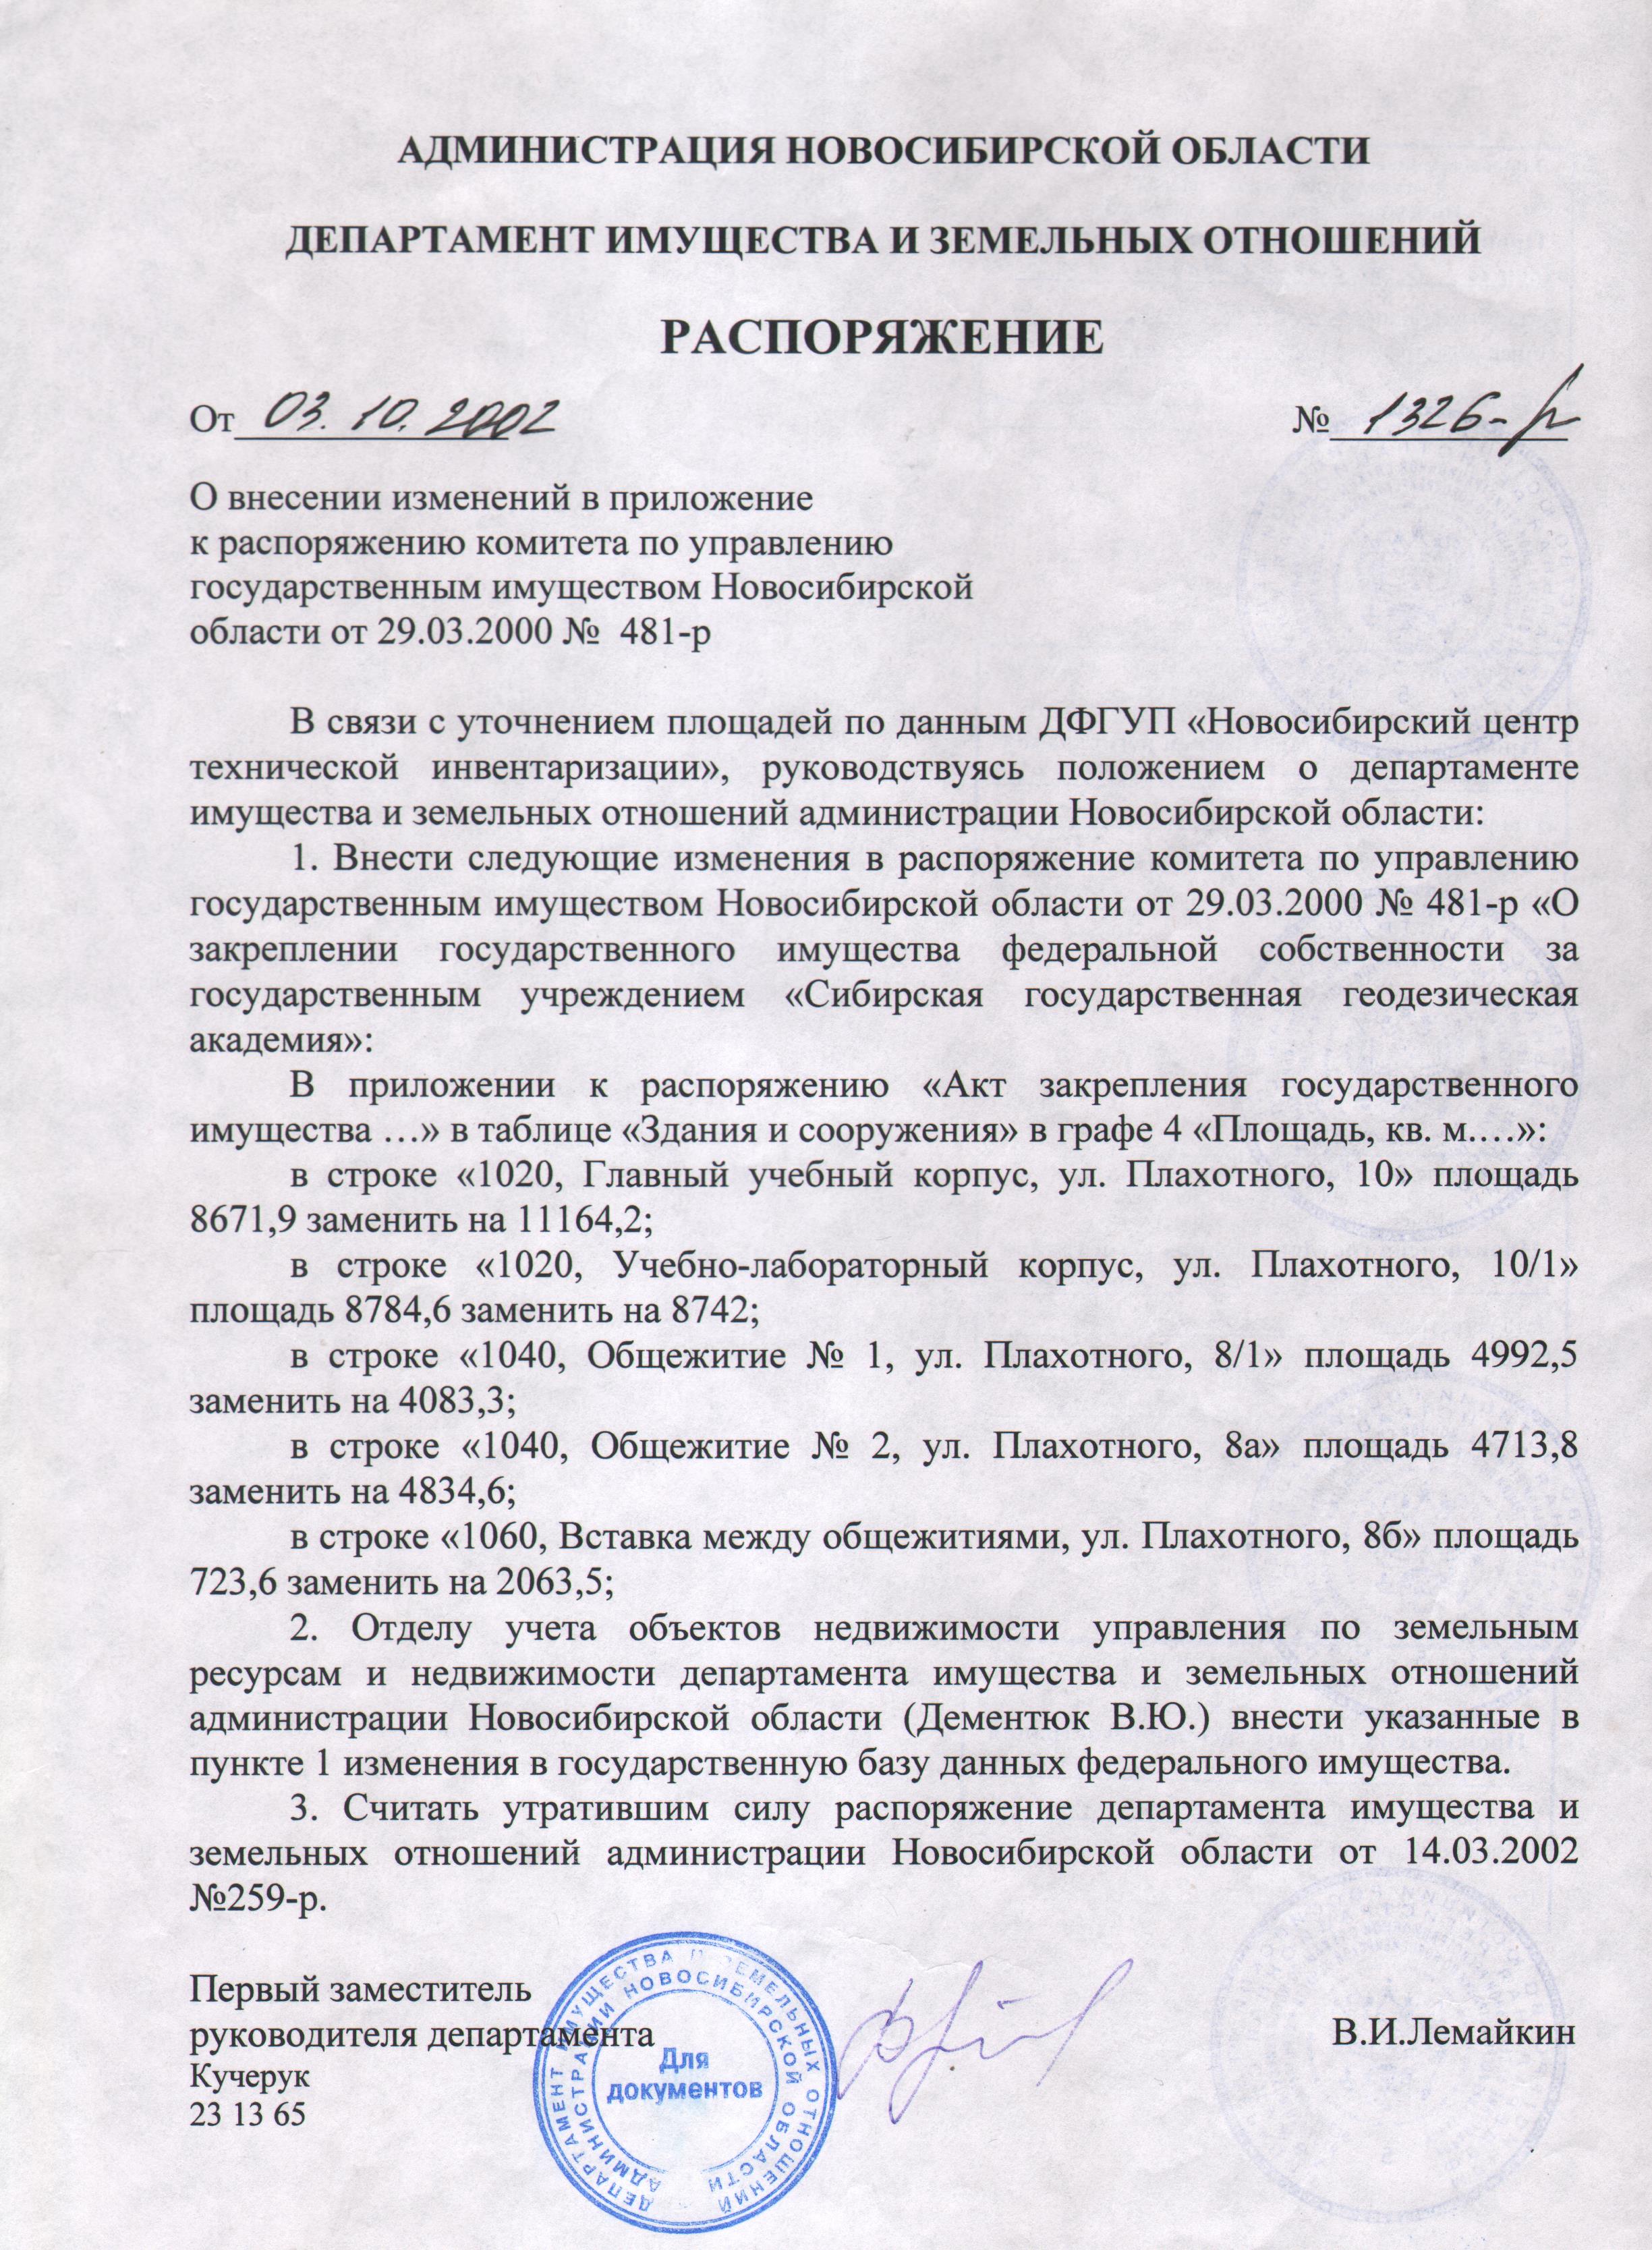 АДМИНИСТРАЦИЯ НОВОСИБИРСКОЙ ОБЛАСТИ
ДЕПАРТАМЕНТ ИМУЩЕСТВА И ЗЕМЕЛЬНЫХ ОТНОШЕНИЙ
РАСПОРЯЖЕНИЕ
От 03.10.2002 № 1326-р
О внесении изменений в приложение
к распоряжению комитета по управлению
государственным имуществом Новосибирской
области от 29.03.2000 № 481-р
В связи с уточнением площадей по данным ДФГУП «Новосибирский центр
технической инвентаризации», руководствуясь положением о департаменте
имущества и земельных отношений администрации Новосибирской области:
1. Внести следующие изменения в распоряжение комитета по управлению
государственным имуществом Новосибирской области от 29.03.2000 № 481-р «О
закреплении государственного имущества федеральной собственности за
государственным учреждением «Сибирская государственная геодезическая
академия»:
В приложении к распоряжению «Акт закрепления государственного
имущества …» в таблице «Здания и сооружения» в графе 4 «Площадь, кв. м.…»:
в строке «1020, Главный учебный корпус, ул. Плахотного, 10» площадь
8671,9 заменить на 11164,2;
в строке «1020, Учебно-лабораторный корпус, ул. Плахотного, 10/1»
площадь 8784,6 заменить на 8742;
в строке «1040, Общежитие № 1, ул. Плахотного, 8/1» площадь 4992,5
заменить на 4083,3;
в строке «1040, Общежитие № 2, ул. Плахотного, 8а» площадь 4713,8
заменить на 4834,6;
в строке «1060, Вставка между общежитиями, ул. Плахотного, 8б» площадь
723,6 заменить на 2063,5;
2. Отделу учета объектов недвижимости управления по земельным
ресурсам и недвижимости департамента имущества и земельных отношений
администрации Новосибирской области (Дементюк В.Ю.) внести указанные в
пункте 1 изменения в государственную базу данных федерального имущества.
3. Считать утратившим силу распоряжение департамента имущества и
земельных отношений администрации Новосибирской области от 14.03.2002
№259-р.
Первый заместитель
руководителя департамента В.И.Лемайкин
Кучерук
23 13 65
ДЕПАРТАМЕНТ ИМУЩЕСТВА И ЗЕМЕЛЬНЫХ ОТНОШЕНИЙ
АДМИНИСТРАЦИИ НОВОСИБИРСКОЙ ОБЛАСТИ
Для
документов